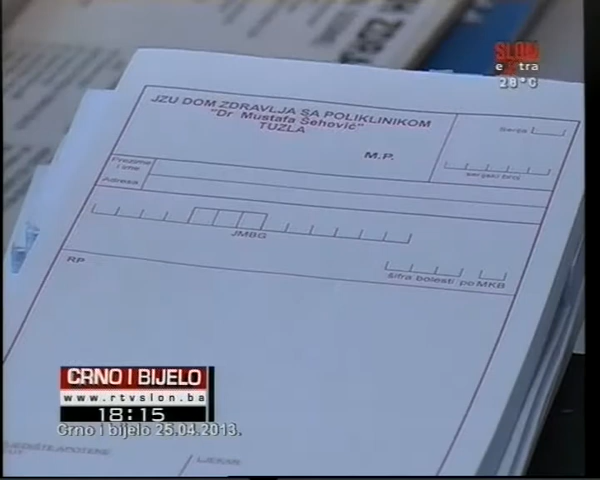 SLON
extra
28°C
JZU DOM ZDRAVLJA SA POLIKLINIKOM
"Dr Mustafa Šehović"
TUZLA
M.P.
Serija
serijski broj
Prezime
i ime
Adresa
JMBG
RP
šifra bolesti po MKB
CRNO I BIJELO
www.rtvslon.ba
18:15
Crno i bijelo 25.04.2013.
LJEKAR